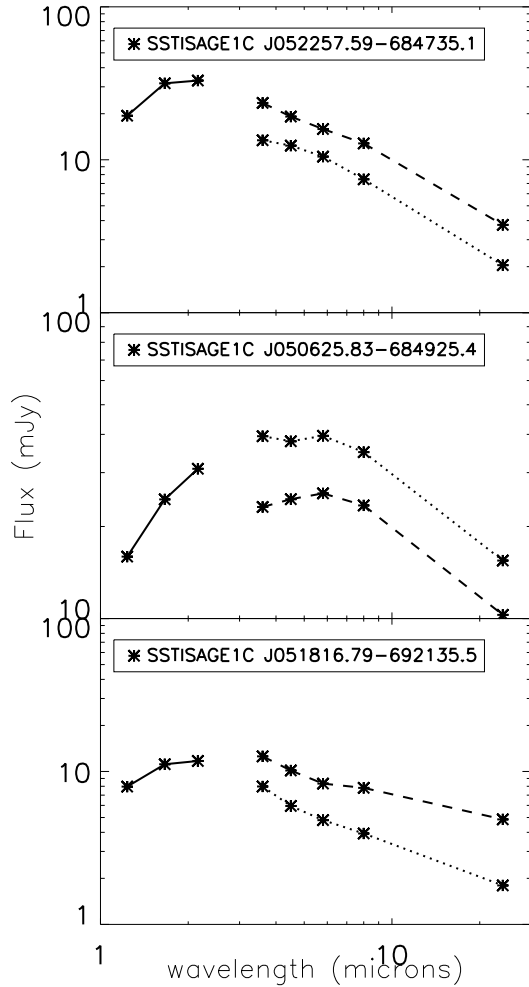 100
SSTISAGE1C J052257.59−684735.1
10
1
100
SSTISAGE1C J050625.83−684925.4
Flux (mJy)
10
100
SSTISAGE1C J051816.79−692135.5
10
1
1 10
wavelength (microns)